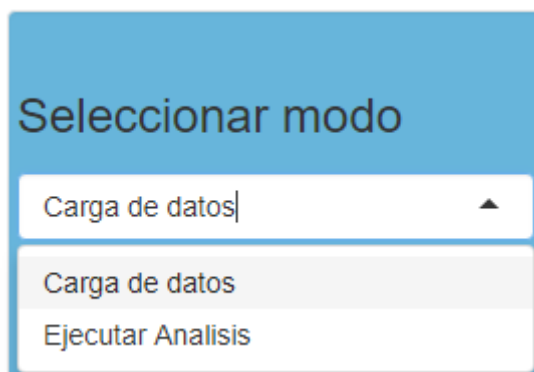 Seleccionar modo
Carga de datos
Carga de datos
Ejecutar Analisis